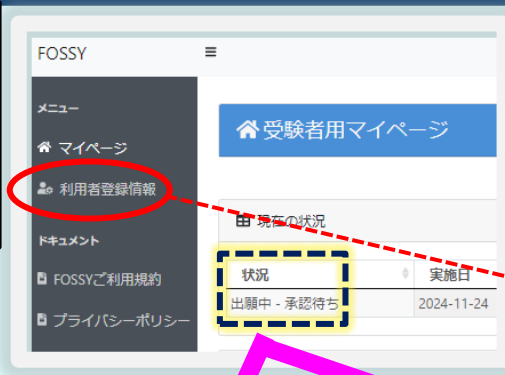 FOSSY
メニュー
マイページ
利用者登録情報
ドキュメント
FOSSYご利用規約
プライバシーポリシー
受験者用マイページ
現在の状況
状況 実施日
出願中 - 承認待ち 2024-11-24